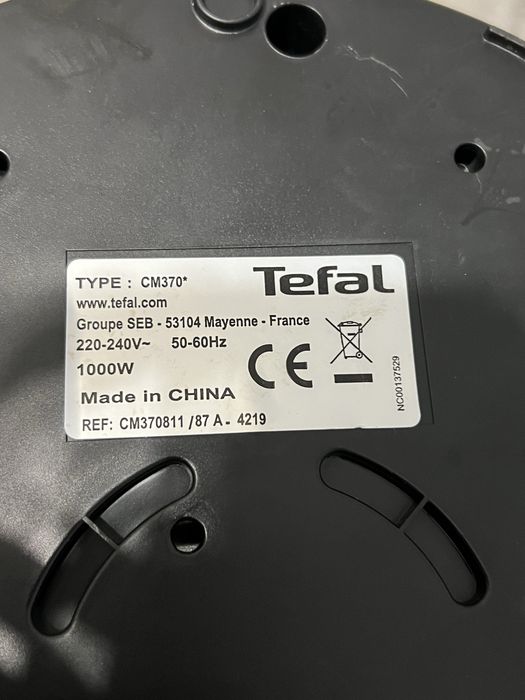 Tefal
TYPE : CM370*
www.tefal.com
Groupe SEB - 53104 Mayenne - France
220-240V~ 50-60Hz
1000W
CE
Made in CHINA
REF: CM370811 /87 A - 4219
NC00137529